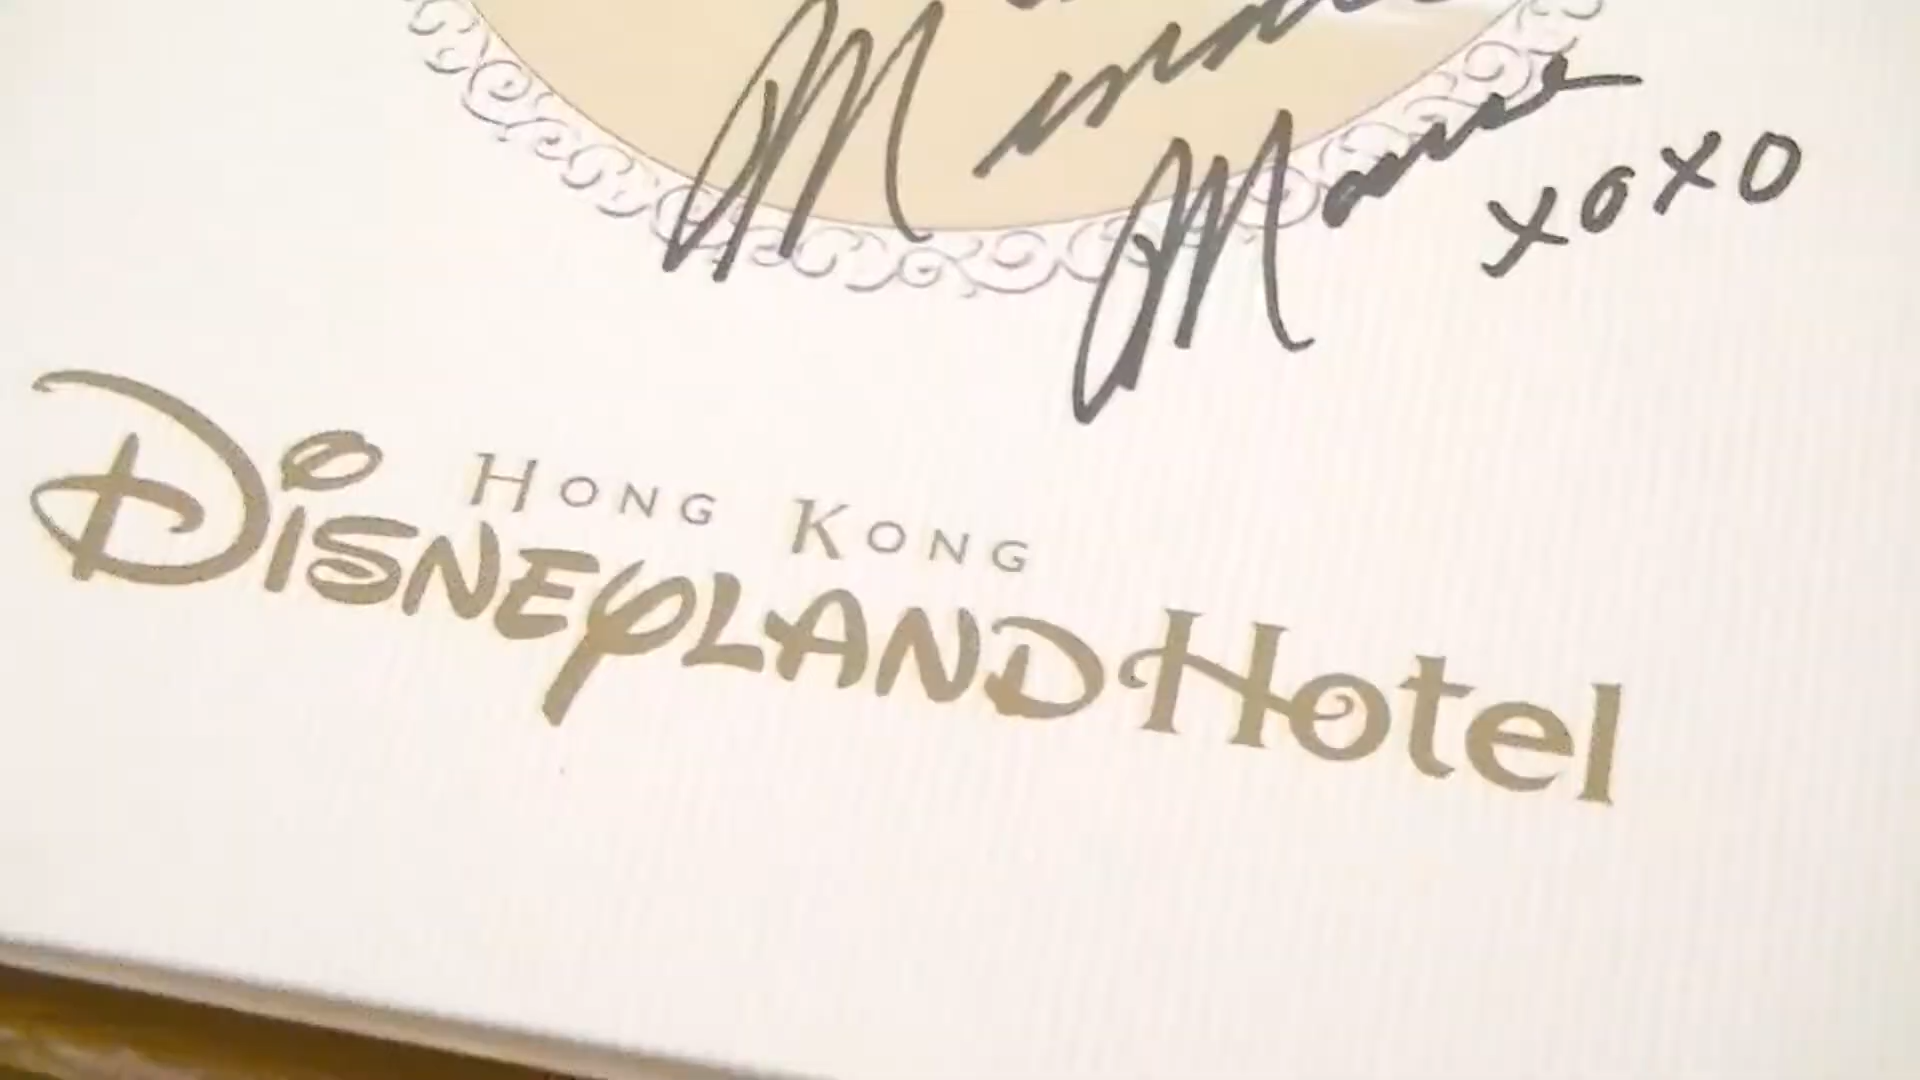 Minnie
Mouse
xoxo
HONG KONG
DISNEYLAND Hotel